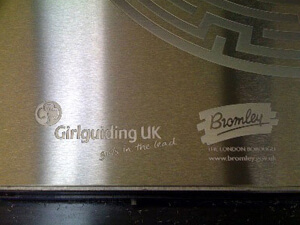 Girlguiding UK
girls in the lead
Bromley
THE LONDON BOROUGH
www.bromley.gov.uk